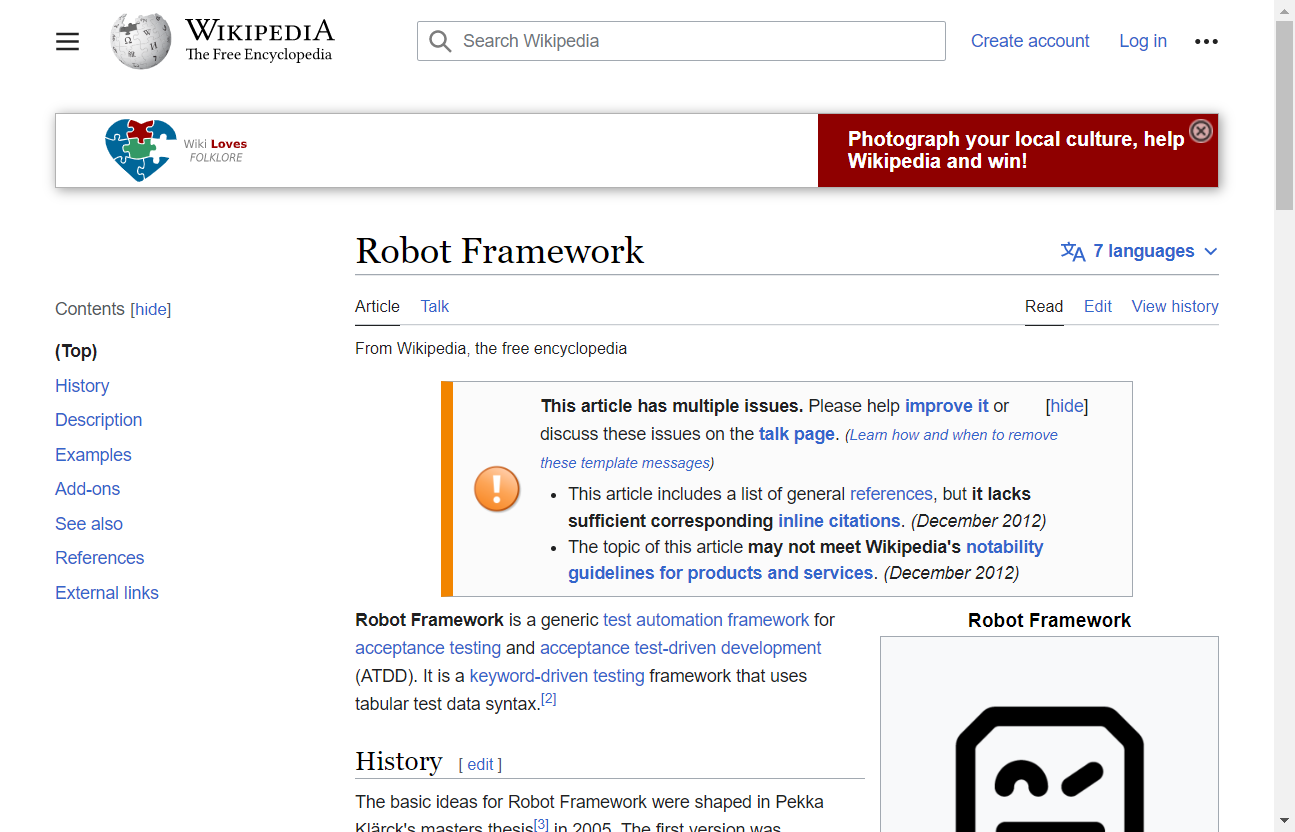 WIKIPEDIA
The Free Encyclopedia
Search Wikipedia
Create account
Log in
Wiki Loves
FOLKLORE
Photograph your local culture, help
Wikipedia and win!
Robot Framework
7 languages
Contents [hide]
(Top)
History
Description
Examples
Add-ons
See also
References
External links
Article
Talk
Read
Edit
View history
From Wikipedia, the free encyclopedia
This article has multiple issues. Please help improve it or
[hide]
discuss these issues on the talk page. (Learn how and when to remove
these template messages)
• This article includes a list of general references, but it lacks
sufficient corresponding inline citations. (December 2012)
• The topic of this article may not meet Wikipedia's notability
guidelines for products and services. (December 2012)
Robot Framework is a generic test automation framework for
acceptance testing and acceptance test-driven development
(ATDD). It is a keyword-driven testing framework that uses
tabular test data syntax.[2]
Robot Framework
History [ edit ]
The basic ideas for Robot Framework were shaped in Pekka
Klärck's masters thesis[3] in 2005. The first version was